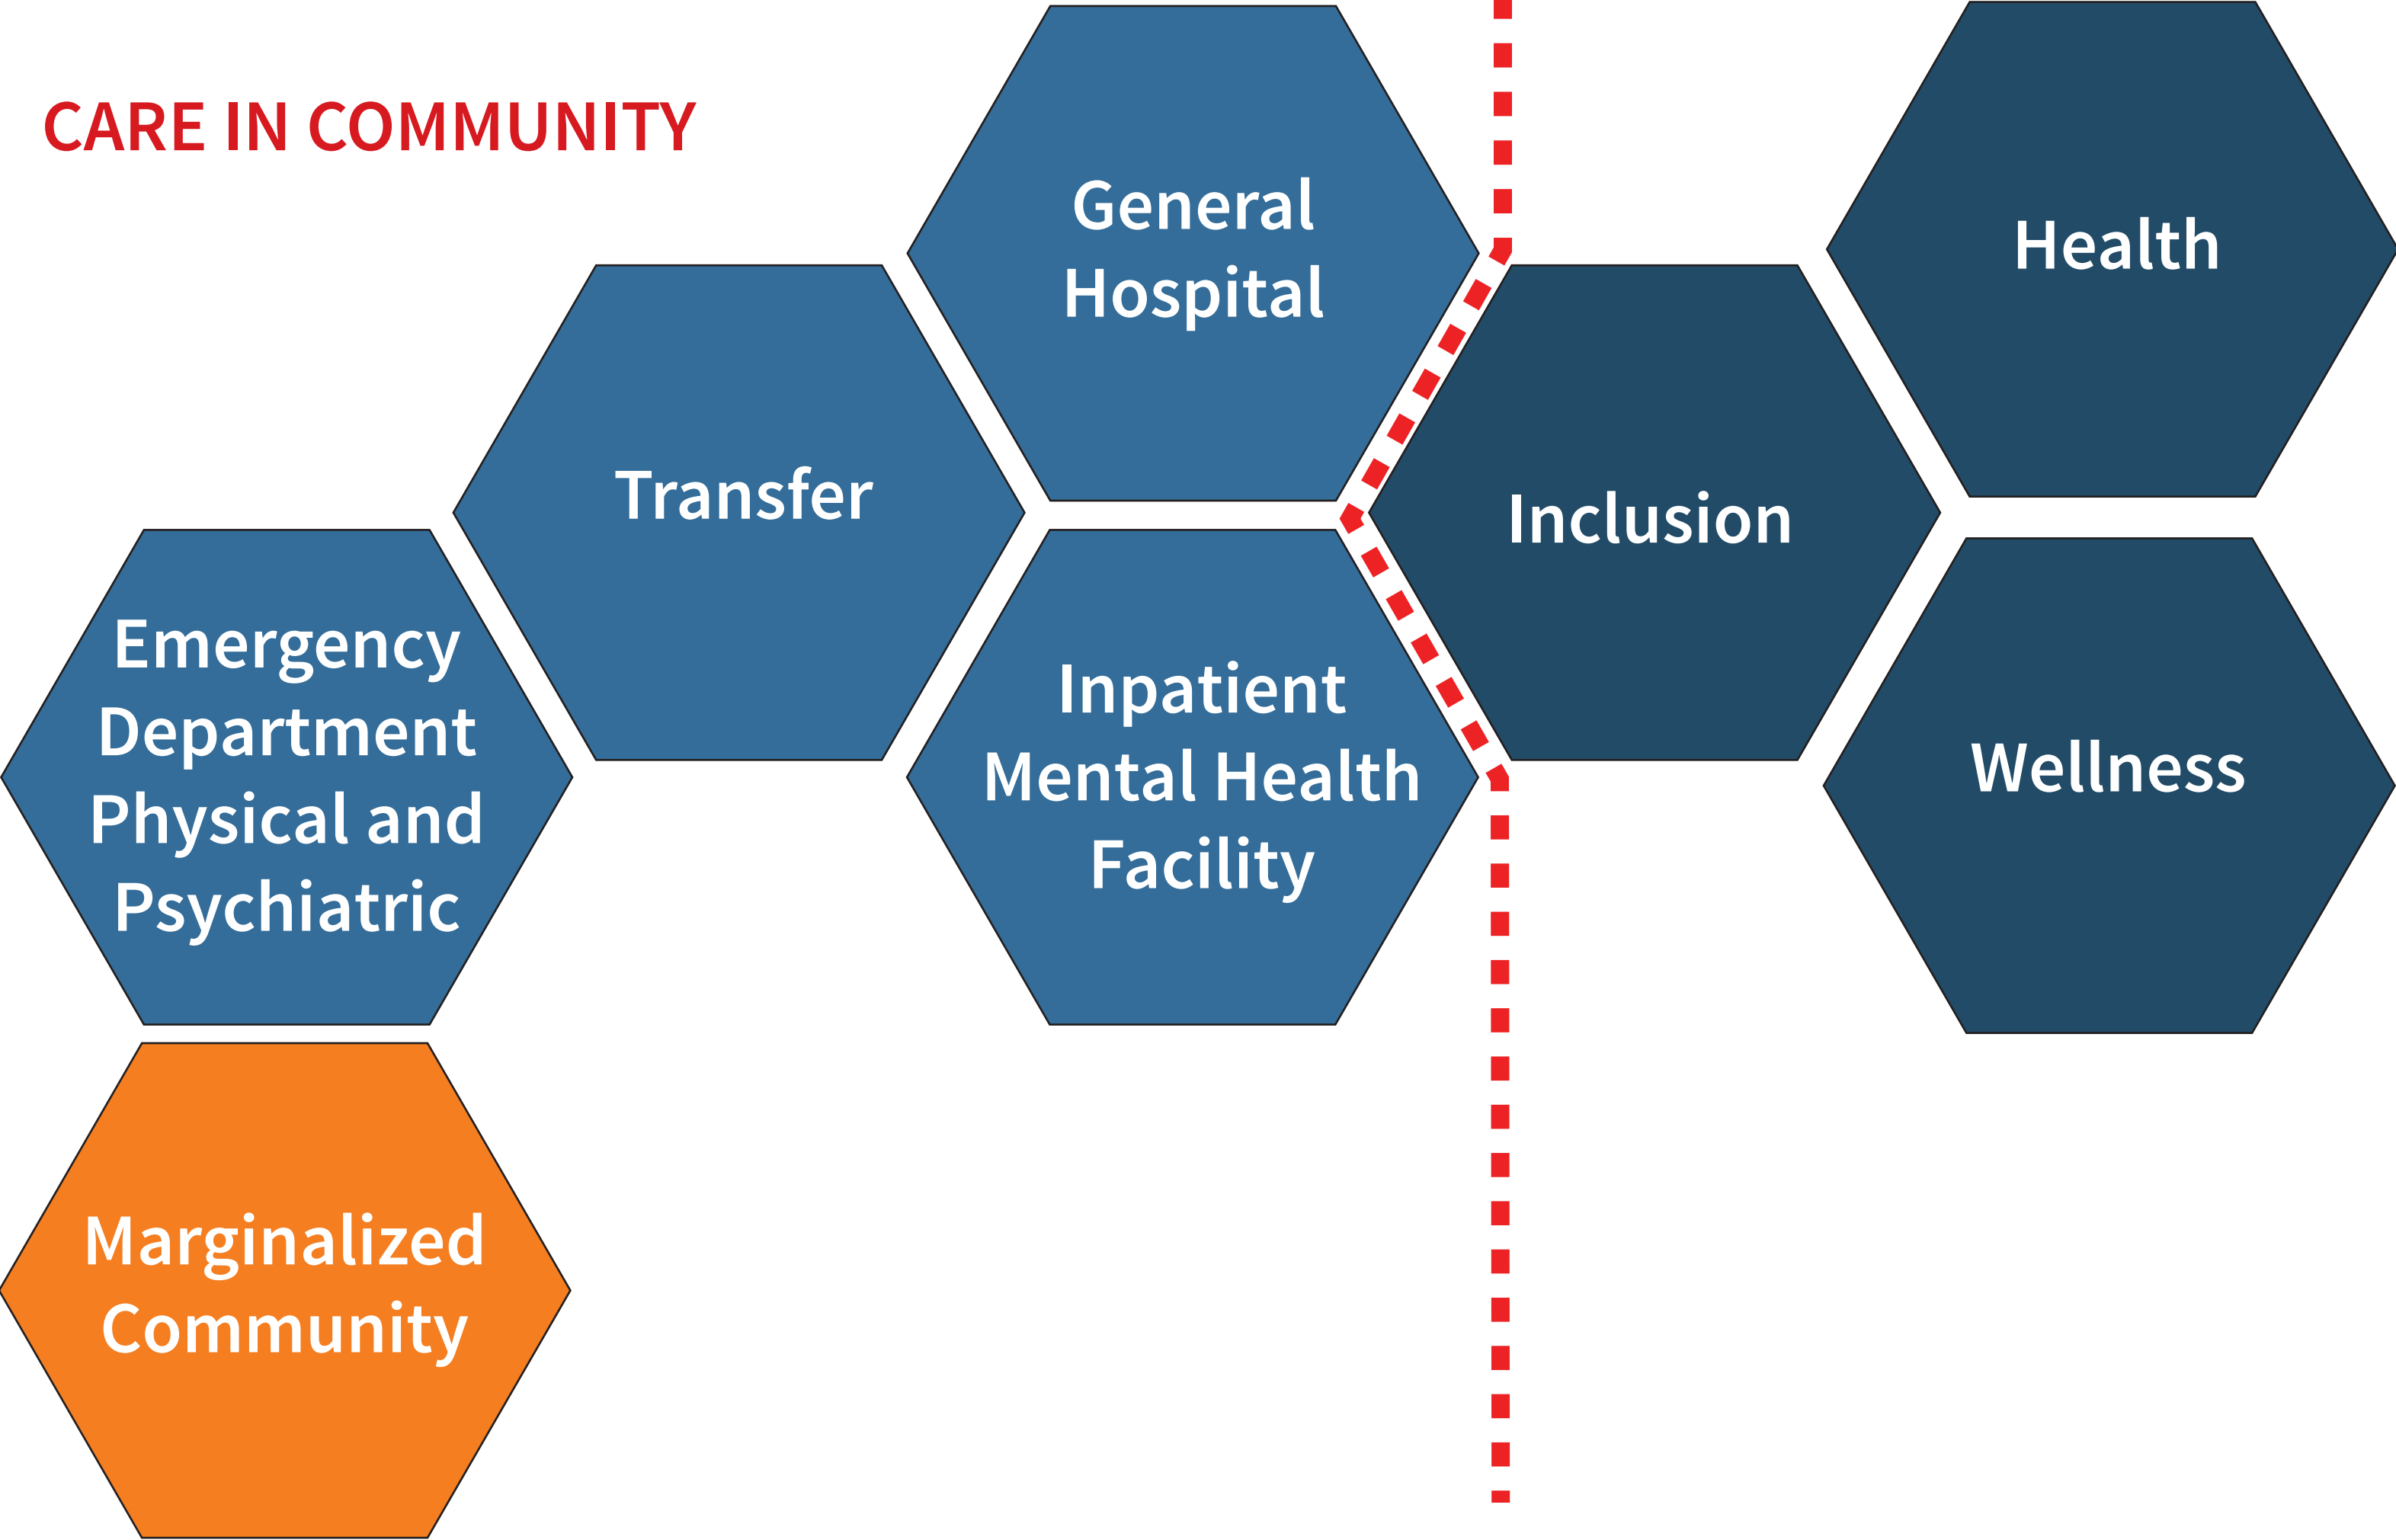 CARE IN COMMUNITY
General
Hospital
Health
Transfer
Inclusion
Emergency
Department
Physical and
Psychiatric
Inpatient
Mental Health
Facility
Wellness
Marginalized
Community